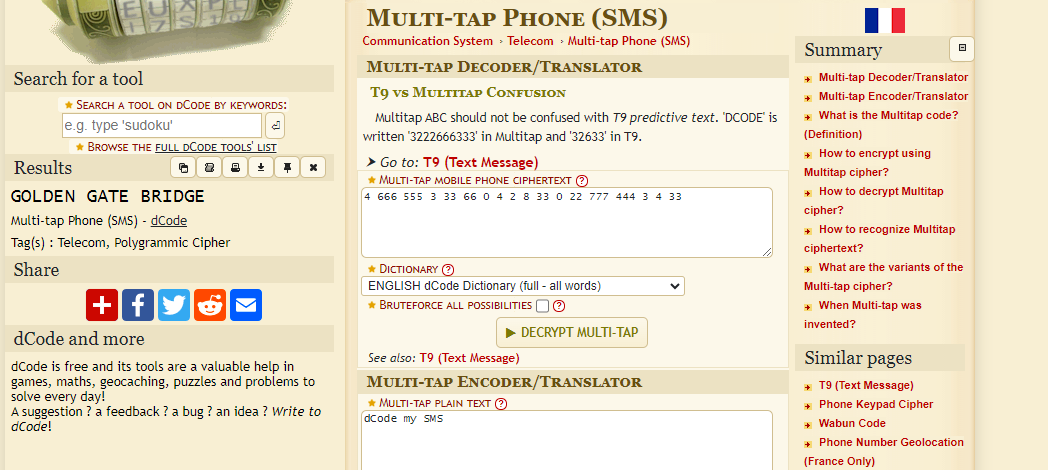 Search for a tool
★ Search a tool on dCode by keywords:
e.g. type 'sudoku'
★ Browse the full dCode tools' list
Results
GOLDEN GATE BRIDGE
Multi-tap Phone (SMS) - dCode
Tag(s) : Telecom, Polygrammic Cipher
Share
dCode and more
dCode is free and its tools are a valuable help in
games, maths, geocaching, puzzles and problems to
solve every day!
A suggestion ? a feedback ? a bug ? an idea ? Write to
dCode!
Multi-tap Phone (SMS)
Communication System › Telecom › Multi-tap Phone (SMS)
Multi-tap Decoder/Translator
T9 vs Multitap Confusion
Multitap ABC should not be confused with T9 predictive text. 'DCODE' is
written '3222666333' in Multitap and '32633' in T9.
➤ Go to: T9 (Text Message)
★ Multi-tap mobile phone ciphertext ?
4 666 555 3 33 66 0 4 2 8 33 0 22 777 444 3 4 33
★ Dictionary ?
ENGLISH dCode Dictionary (full - all words)
★ Bruteforce all possibilities ?
▶ DECRYPT MULTI-TAP
See also: T9 (Text Message)
Multi-tap Encoder/Translator
★ Multi-tap plain text ?
dCode my SMS
Summary
Multi-tap Decoder/Translator
Multi-tap Encoder/Translator
What is the Multitap code?
(Definition)
How to encrypt using
Multitap cipher?
How to decrypt Multitap
cipher?
How to recognize Multitap
ciphertext?
What are the variants of the
Multi-tap cipher?
When Multi-tap was
invented?
Similar pages
T9 (Text Message)
Phone Keypad Cipher
Wabun Code
Phone Number Geolocation
(France Only)